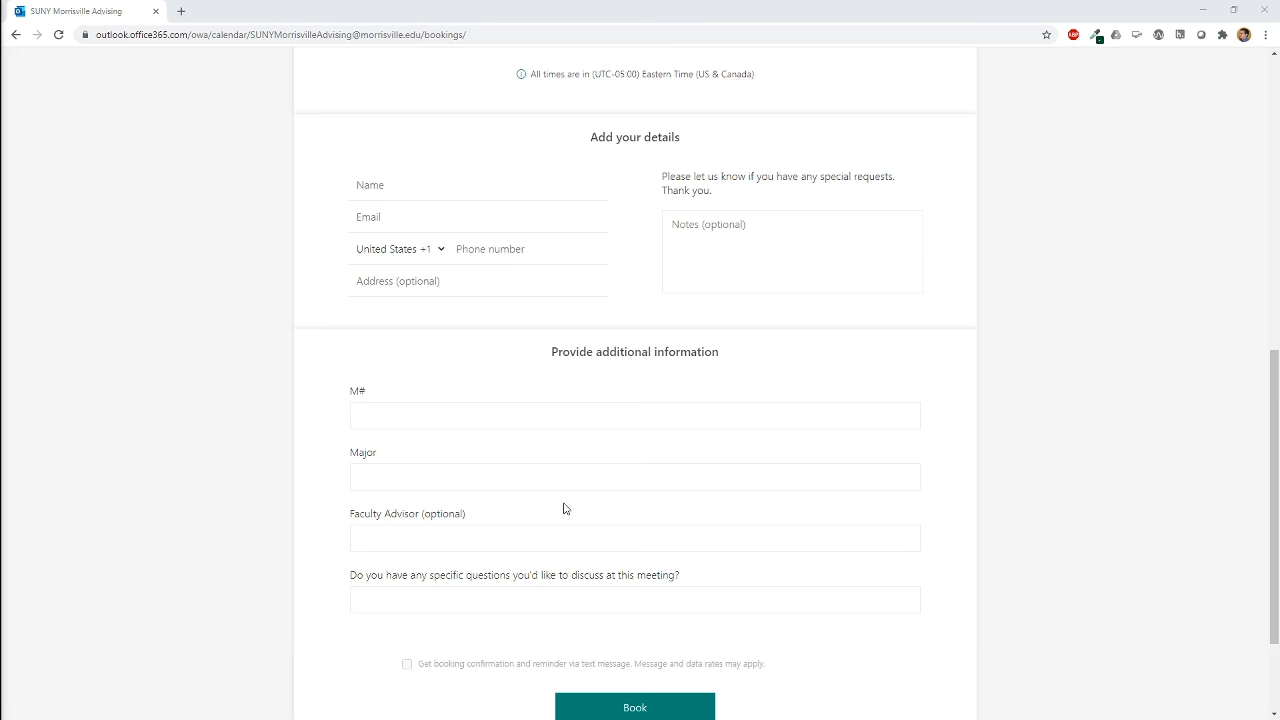 SUNY Morrisville Advising
outlook.office365.com/owa/calendar/SUNYMorrisvilleAdvising@morrisville.edu/bookings/
All times are in (UTC-05:00) Eastern Time (US & Canada)
Add your details
Name
Email
United States +1 Phone number
Address (optional)
Please let us know if you have any special requests.
Thank you.
Notes (optional)
Provide additional information
M#
Major
Faculty Advisor (optional)
Do you have any specific questions you'd like to discuss at this meeting?
Get booking confirmation and reminder via text message. Message and data rates may apply.
Book